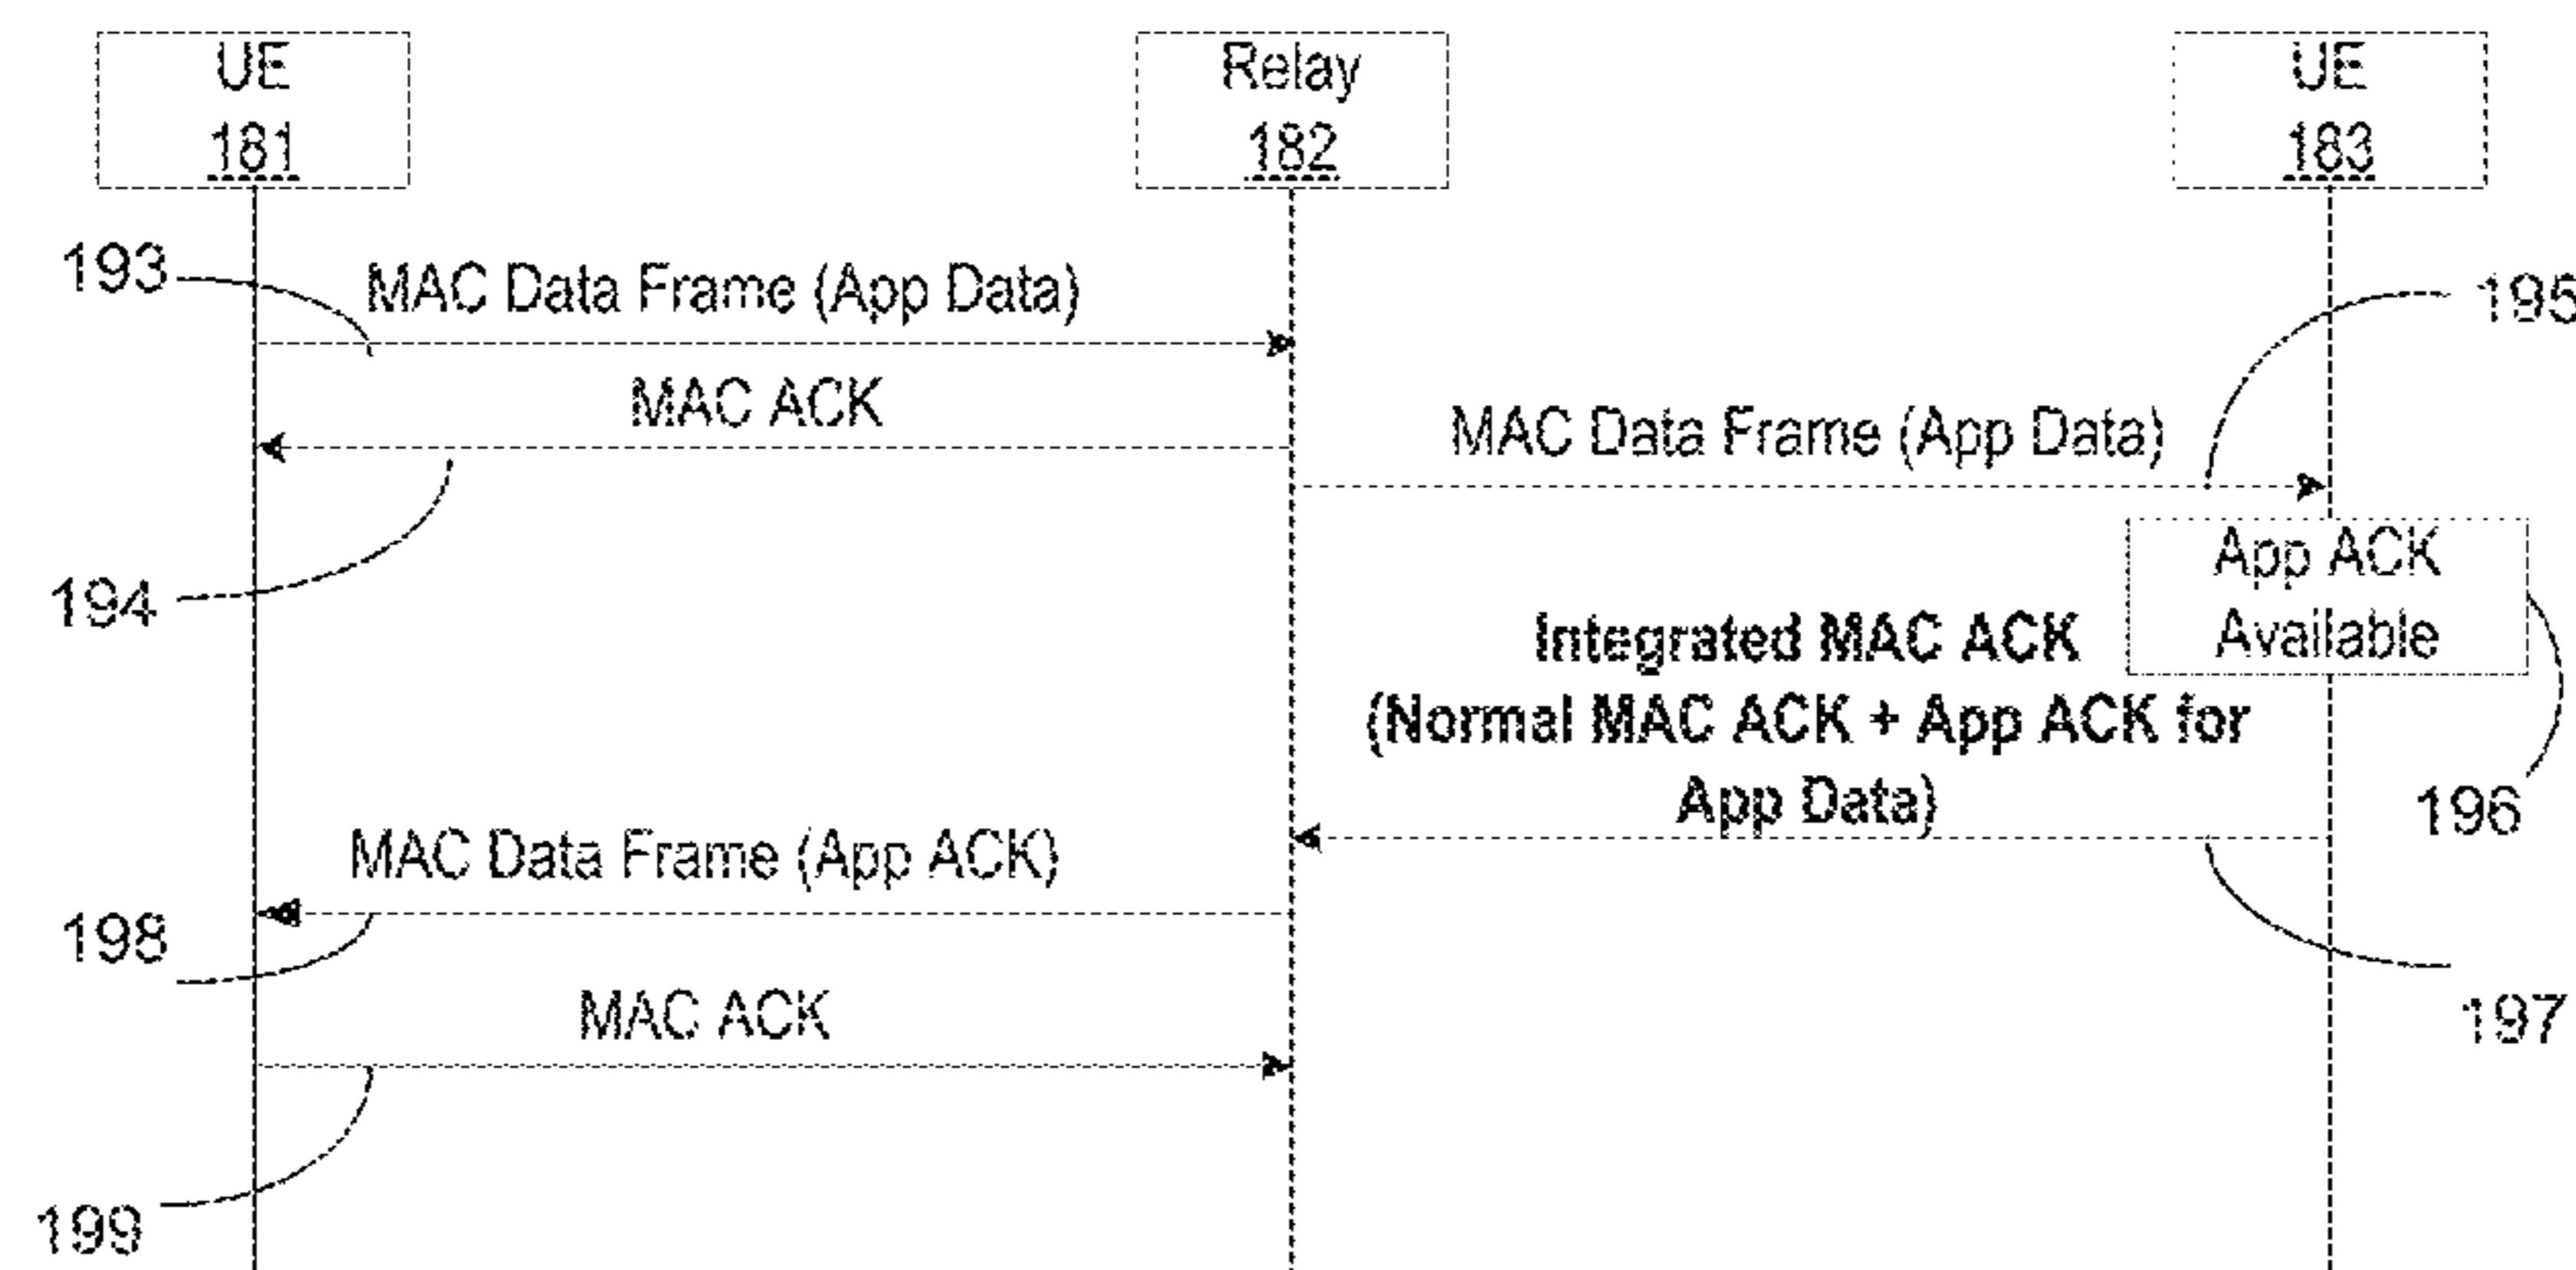 UE
181
Relay
182
UE
183
193
MAC Data Frame (App Data)
195
MAC ACK
MAC Data Frame (App Data)
194
App ACK
Available
Integrated MAC ACK
(Normal MAC ACK + App ACK for
App Data)
196
MAC Data Frame (App ACK)
198
MAC ACK
197
199